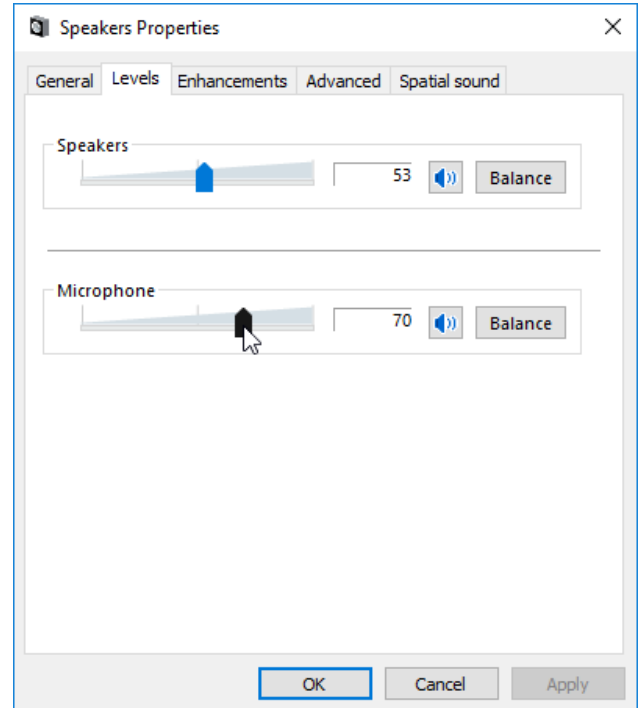 Speakers Properties
General Levels Enhancements Advanced Spatial sound
Speakers
53 Balance
Microphone
70 Balance
OK Cancel Apply